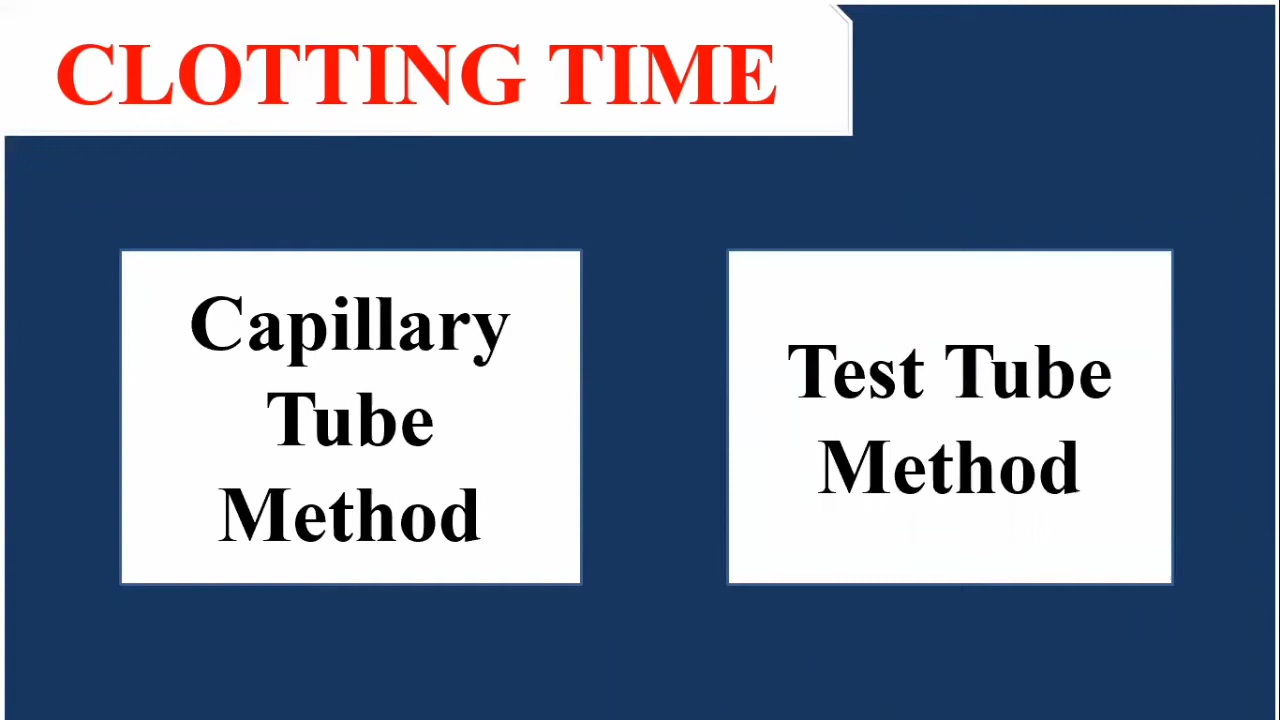 CLOTTING TIME
Capillary
Tube
Method
Test Tube
Method